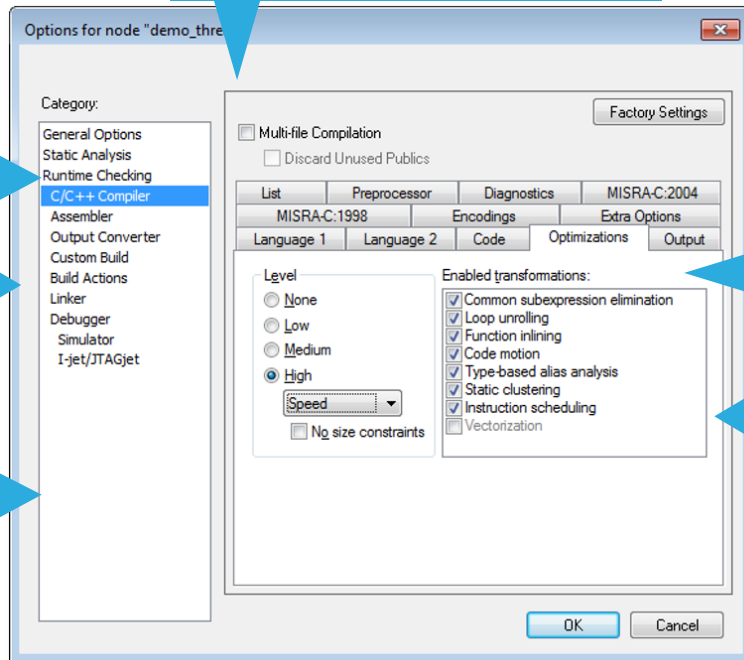 Options for node "demo_thre
Category:
General Options
Static Analysis
Runtime Checking
C/C++ Compiler
Assembler
Output Converter
Custom Build
Build Actions
Linker
Debugger
Simulator
I-jet/JTAGjet
Factory Settings
Multi-file Compilation
Discard Unused Publics
List Preprocessor Diagnostics MISRA-C:2004
MISRA-C:1998 Encodings Extra Options
Language 1 Language 2 Code Optimizations Output
Level
None
Low
Medium
High
Speed
No size constraints
Enabled transformations:
Common subexpression elimination
Loop unrolling
Function inlining
Code motion
Type-based alias analysis
Static clustering
Instruction scheduling
Vectorization
OK Cancel